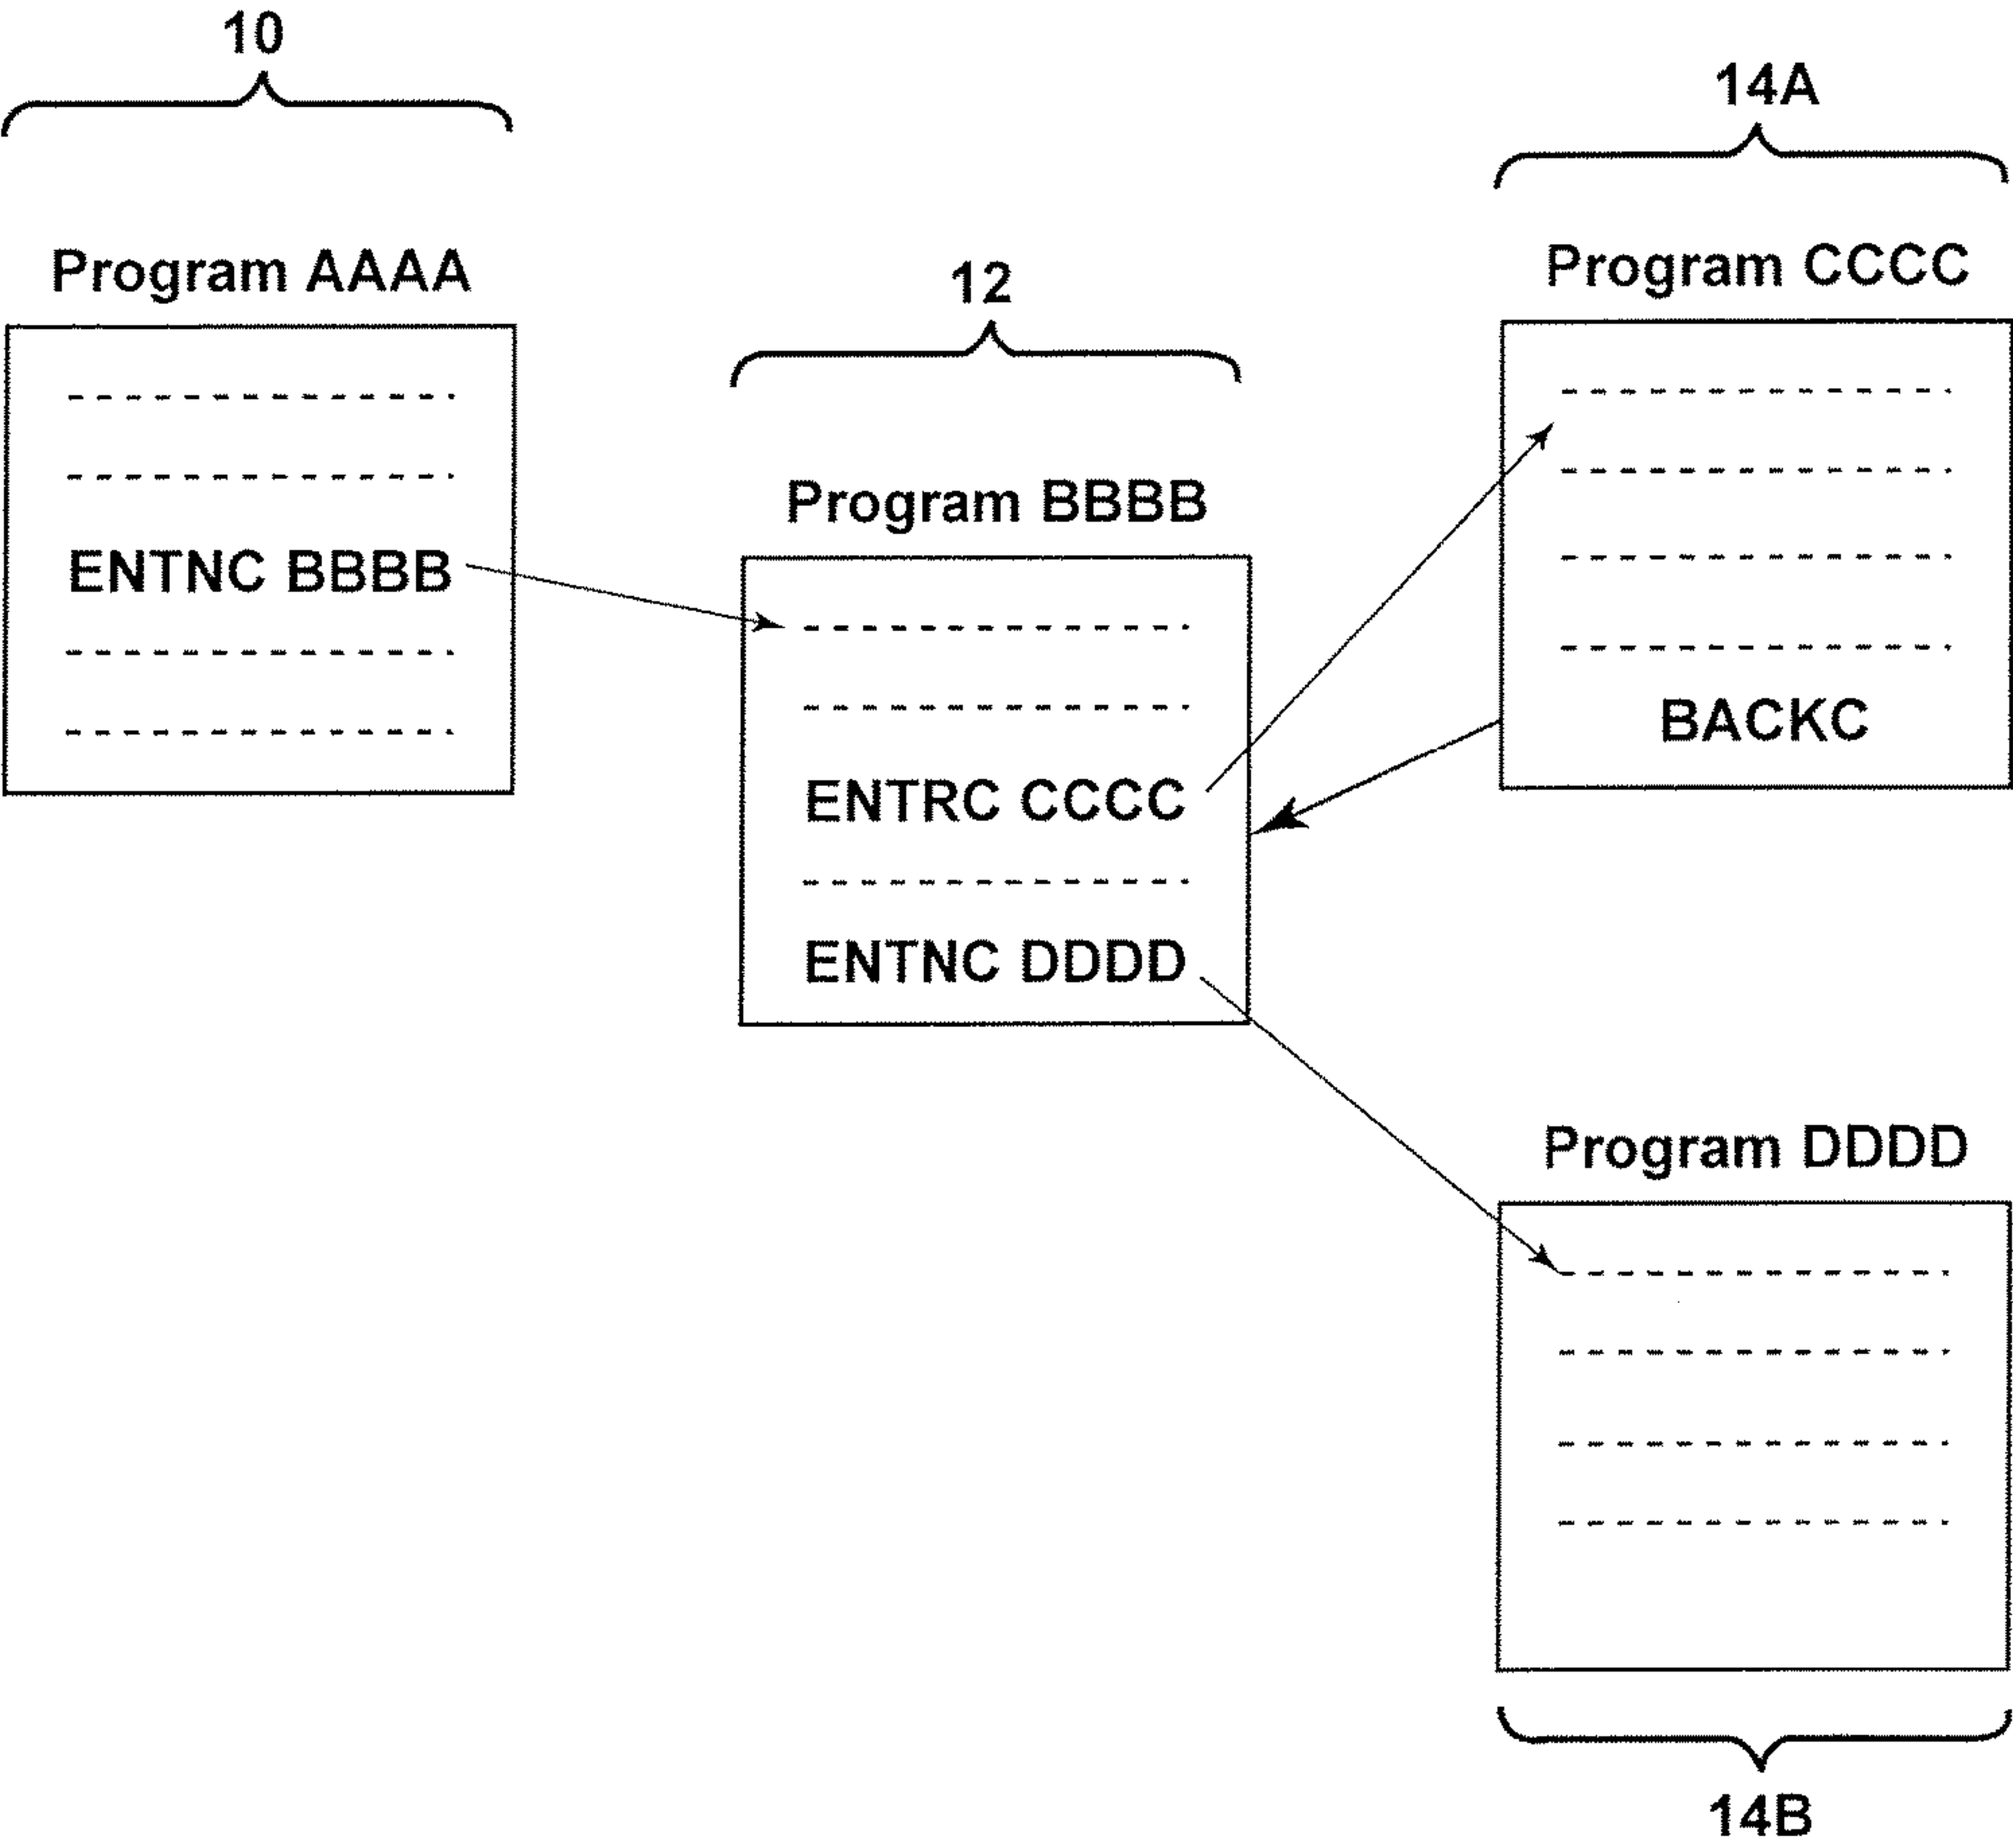 10
Program AAAA
ENTNC BBBB
12
Program BBBB
ENTRC CCCC
ENTNC DDDD
14A
Program CCCC
BACKC
Program DDDD
14B